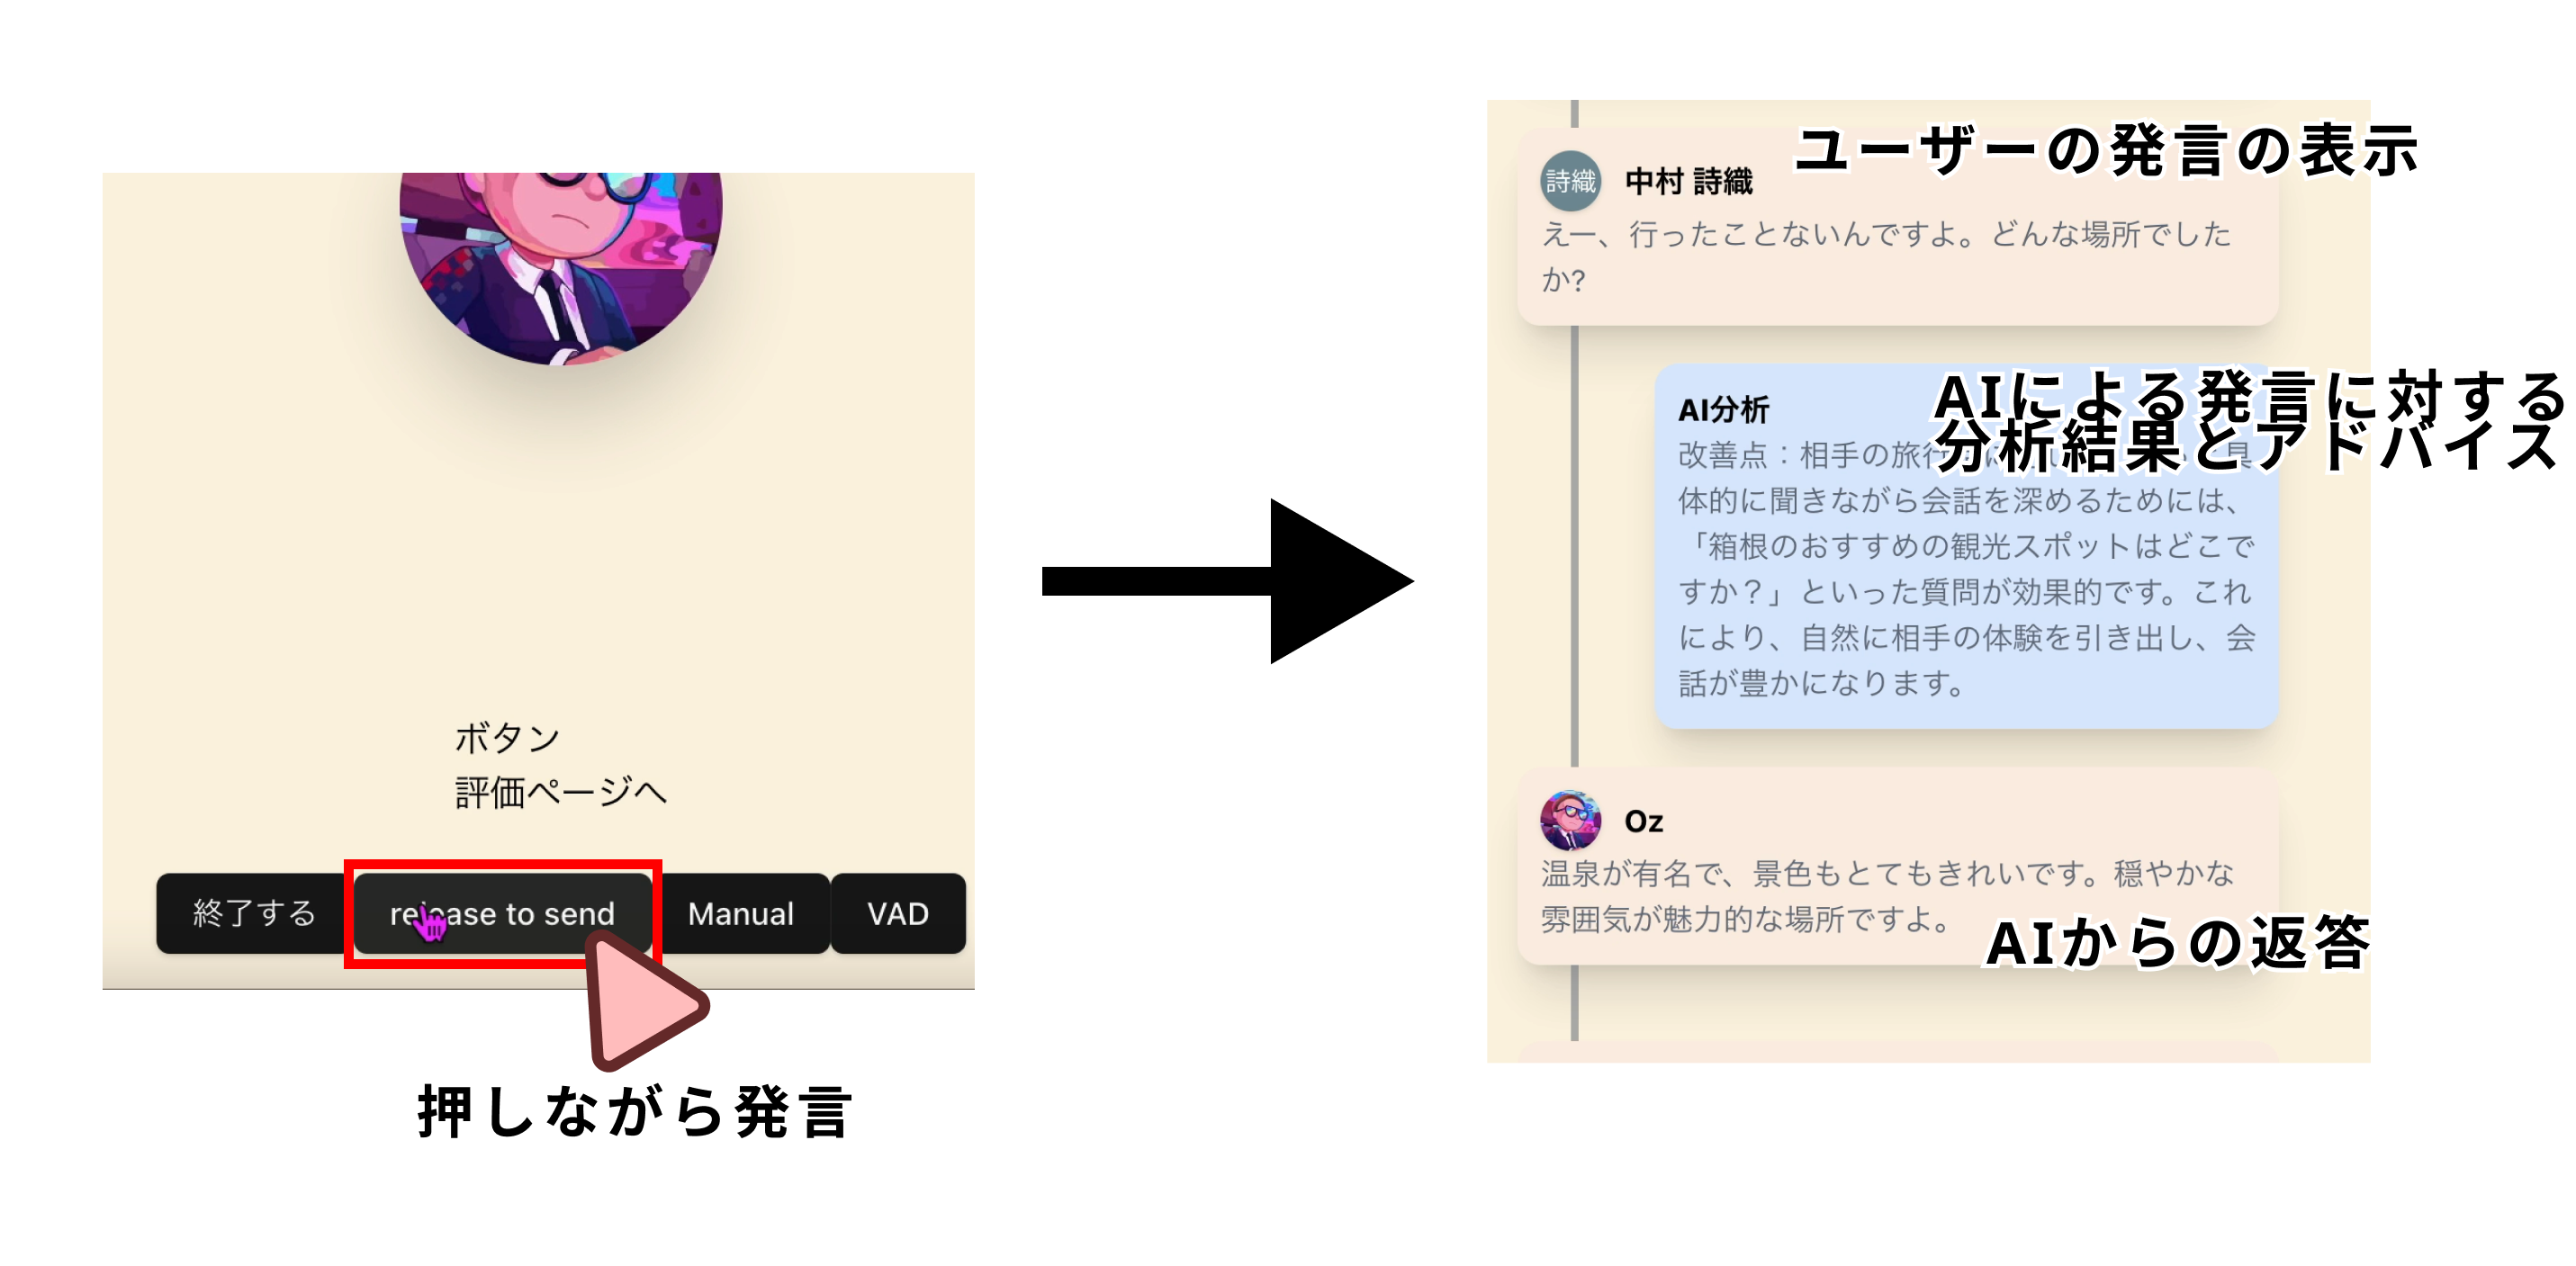 ボタン
評価ページへ
終了する
release to send
Manual
VAD
押しながら発言
ユーザーの発言の表示
詩織
中村 詩織
えー、行ったことないんですよ。どんな場所でした
か?
AIによる発言に対する
分析結果とアドバイス
AI分析
改善点：相手の旅行
体的に聞きながら会話を深めるためには、
「箱根のおすすめの観光スポットはどこで
すか？」といった質問が効果的です。これ
により、自然に相手の体験を引き出し、会
話が豊かになります。
Oz
温泉が有名で、景色もとてもきれいです。穏やかな
雰囲気が魅力的な場所ですよ。
AIからの返答